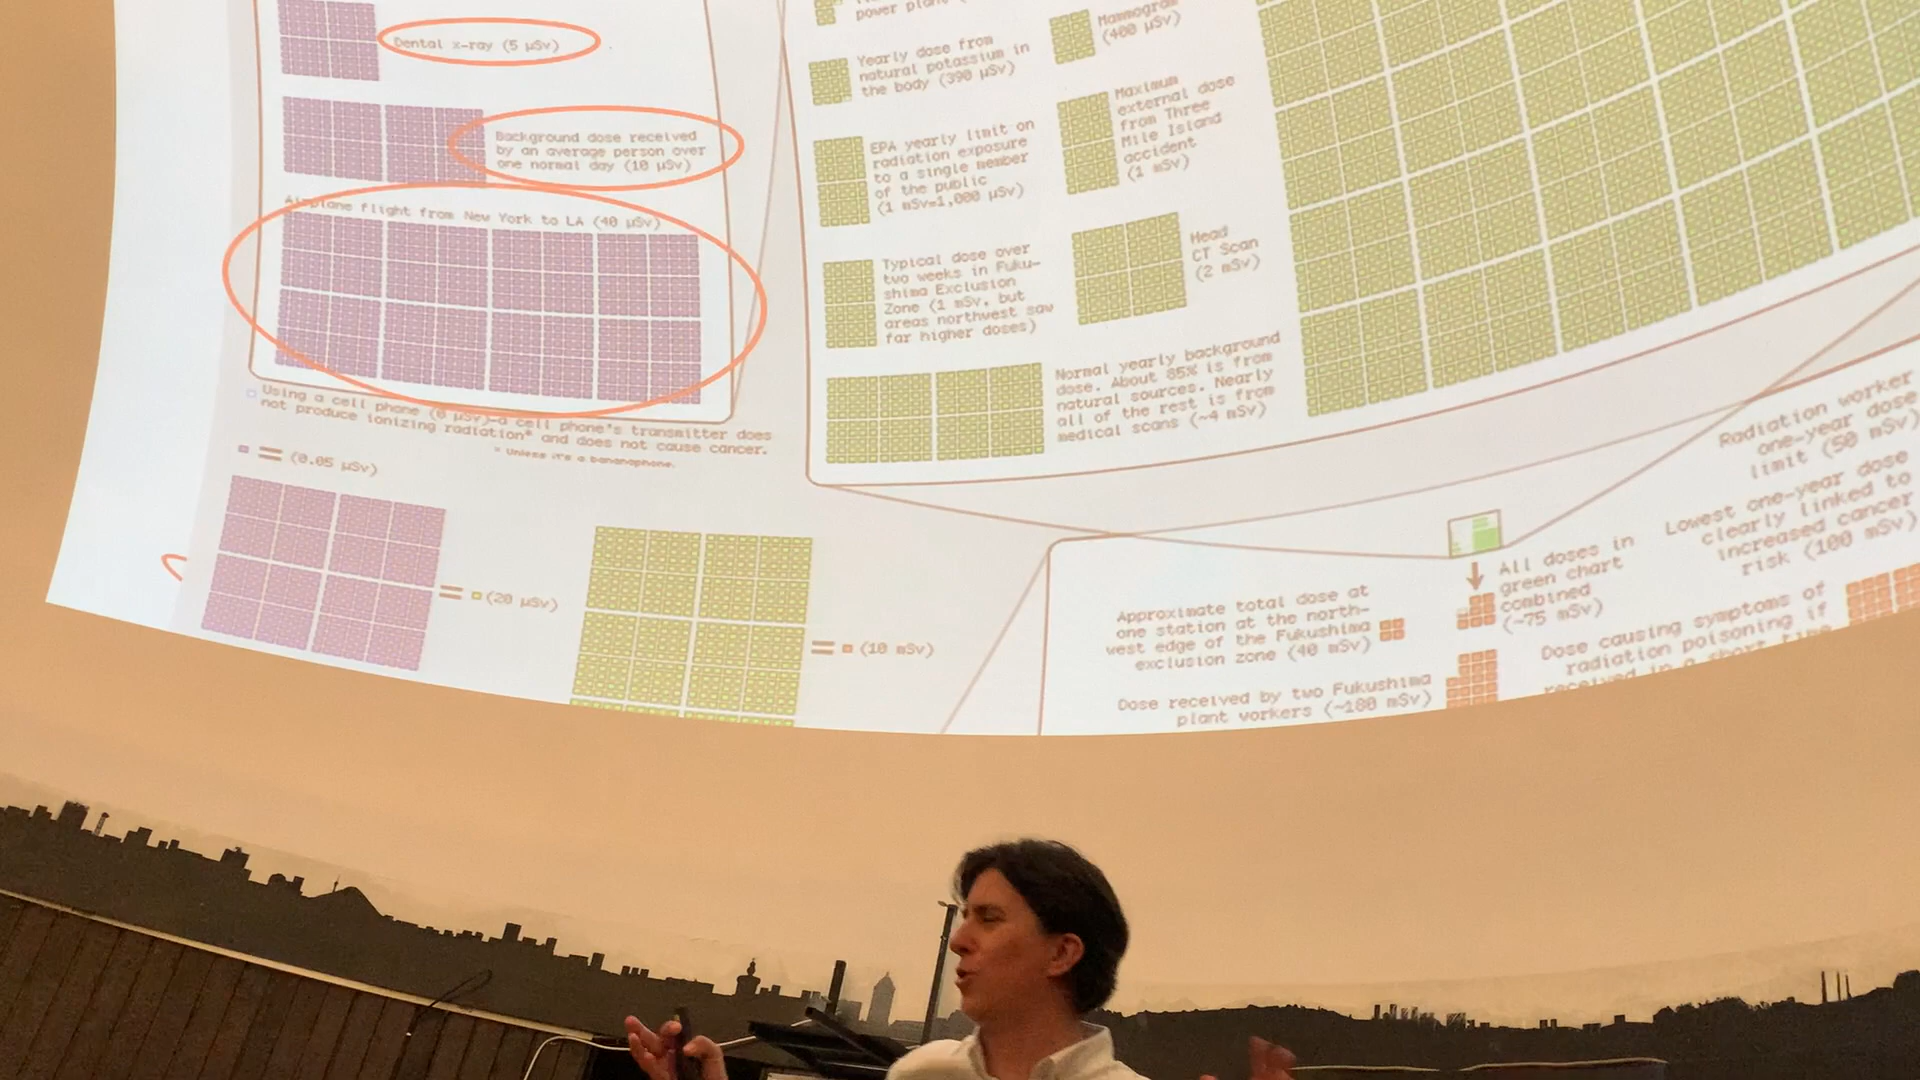 Dental x-ray (5 µSv)
Background dose received
by an average person over
one normal day (10 µSv)
Airplane flight from New York to LA (40 µSv)
Using a cell phone (0 µSv)—a cell phone's transmitter does
not produce ionizing radiation* and does not cause cancer.
* Unless it's a bananaphone.
(0.05 µSv)
= (20 µSv)
= (10 mSv)
power plant
Yearly dose from
natural potassium in
the body (390 µSv)
EPA yearly limit on
radiation exposure
to a single member
of the public
(1 mSv=1,000 µSv)
Typical dose over
two weeks in Fuku-
shima Exclusion
Zone (1 mSv, but
areas northwest saw
far higher doses)
Mammogram
(400 µSv)
Maximum
external dose
from Three
Mile Island
accident
(1 mSv)
Head
CT Scan
(2 mSv)
Normal yearly background
dose. About 85% is from
natural sources. Nearly
all of the rest is from
medical scans (~4 mSv)
Approximate total dose at
one station at the north-
west edge of the Fukushima
exclusion zone (40 mSv)
Dose received by two Fukushima
plant workers (~180 mSv)
All doses in
green chart
combined
(~75 mSv)
Radiation worker
one-year dose
limit (50 mSv)
Lowest one-year dose
clearly linked to
increased cancer
risk (100 mSv)
Dose causing symptoms of
radiation poisoning if
received in a short time